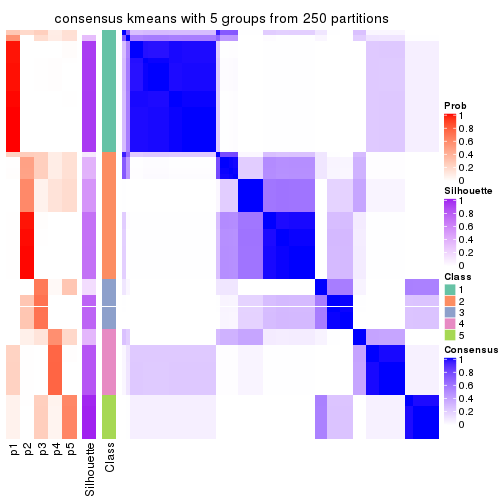 consensus kmeans with 5 groups from 250 partitions
Prob
1
0.8
0.6
0.4
0.2
0
Silhouette
1
0.8
0.6
0.4
0.2
0
Class
1
2
3
4
5
Consensus
1
0.8
0.6
0.4
0.2
0
p1
p2
p3
p4
p5
Silhouette
Class